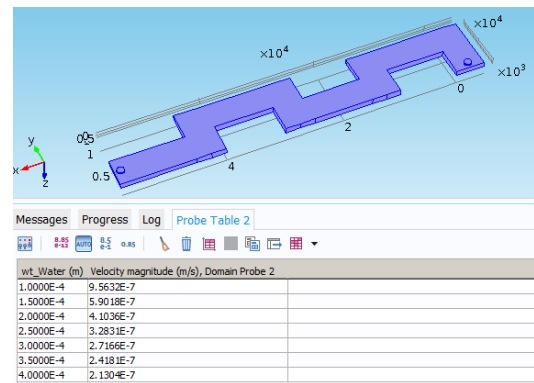 ×10⁴
×10⁴
×10³
0
2
4
0.5
1
0.5
y
x
z
Messages Progress Log Probe Table 2
8.85 e-12 AUTO 8.5 e-1 0.85
wt_Water (m) Velocity magnitude (m/s), Domain Probe 2
1.0000E-4 9.5632E-7
1.5000E-4 5.9018E-7
2.0000E-4 4.1036E-7
2.5000E-4 3.2831E-7
3.0000E-4 2.7166E-7
3.5000E-4 2.4181E-7
4.0000E-4 2.1304E-7